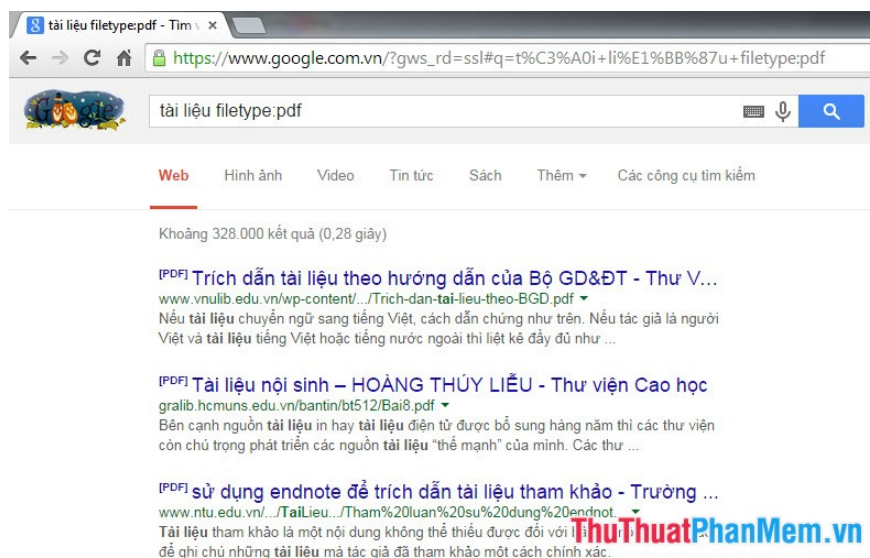 tài liệu filetype:pdf - Tìm
https://www.google.com.vn/?gws_rd=ssl#q=t%C3%A0i+li%E1%BB%87u+filetype:pdf
Google
tài liệu filetype:pdf
Web Hình ảnh Video Tin tức Sách Thêm Các công cụ tìm kiếm
Khoảng 328.000 kết quả (0,28 giây)
[PDF] Trích dẫn tài liệu theo hướng dẫn của Bộ GD&ĐT - Thư V...
www.vnulib.edu.vn/wp-content/.../Trich-dan-tai-lieu-theo-BGD.pdf
Nếu tài liệu chuyển ngữ sang tiếng Việt, cách dẫn chứng như trên. Nếu tác giả là người
Việt và tài liệu tiếng Việt hoặc tiếng nước ngoài thì liệt kê đầy đủ như ...
[PDF] Tài liệu nội sinh – HOÀNG THÚY LIỄU - Thư viện Cao học
gralib.hcmuns.edu.vn/bantin/bt512/Bai8.pdf
Bên cạnh nguồn tài liệu in hay tài liệu điện tử được bổ sung hàng năm thì các thư viện
còn chú trọng phát triển các nguồn tài liệu “thế mạnh” của mình. Các thư ...
[PDF] sử dụng endnote để trích dẫn tài liệu tham khảo - Trường ...
www.ntu.edu.vn/.../TaiLieu.../Tham%20luan%20su%20dung%20endnot...
Tài liệu tham khảo là một nội dung không thể thiếu được đối với
để ghi chú những tài liệu mà tác giả đã tham khảo một cách chính xác.
ThuThuatPhanMem.vn